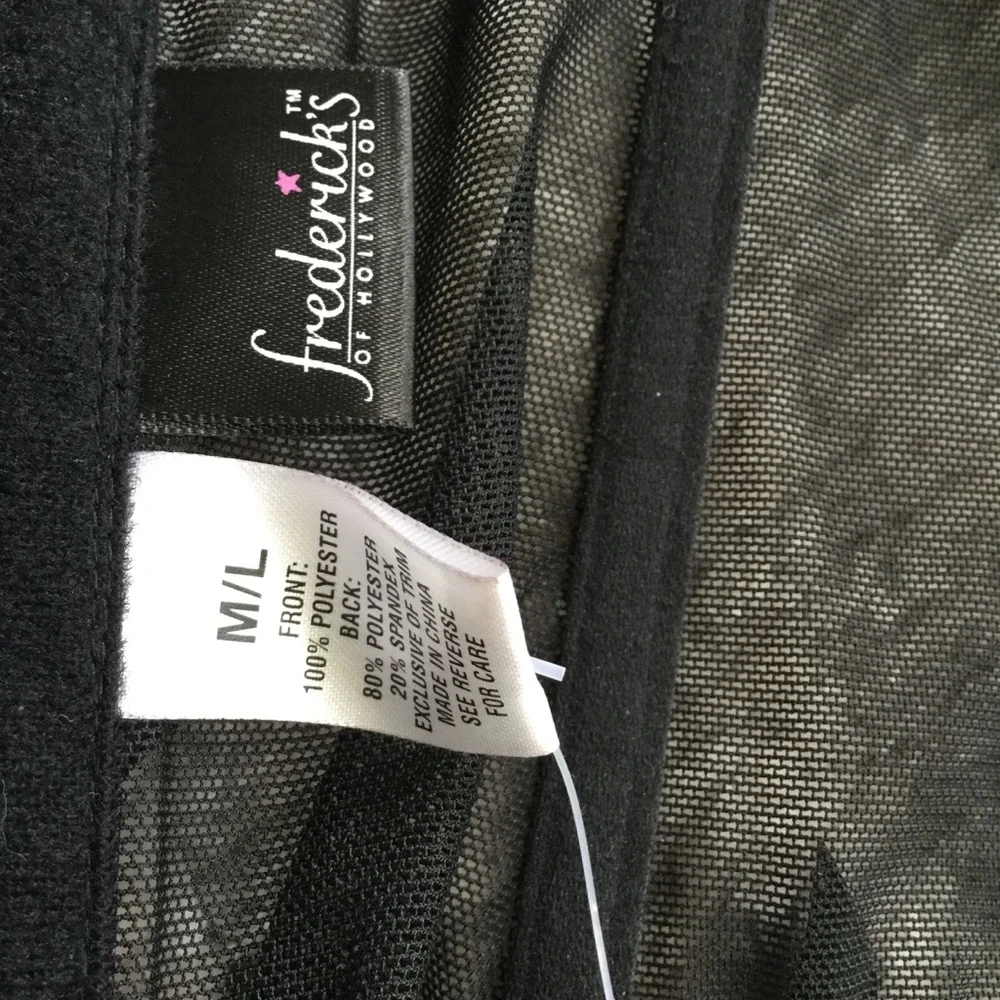 frederick's™
OF HOLLYWOOD
M/L
FRONT:
100% POLYESTER
BACK:
80% POLYESTER
20% SPANDEX
EXCLUSIVE OF TRIM
MADE IN CHINA
SEE REVERSE
FOR CARE